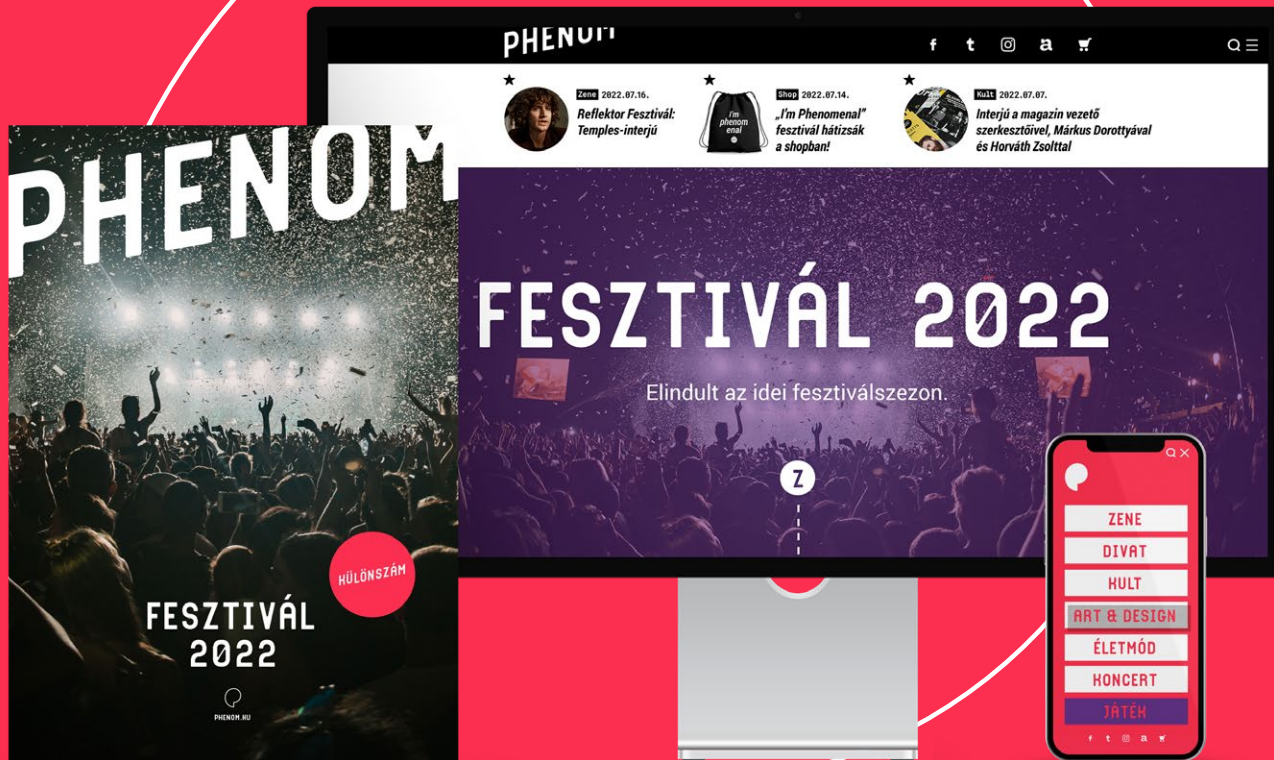 PHENOM
FESZTIVÁL
2022
KÜLÖNSZÁM
PHENOM.HU
PHENOM
f t a
Zene 2022.07.16.
Reflektor Fesztivál:
Temples-interjú
I'm
phenom
enal
Shop 2022.07.14.
„I'm Phenomenal”
fesztivál hátizsák
a shopban!
Kult 2022.07.07.
Interjú a magazin vezető
szerkesztőivel, Márkus Dorottyával
és Horváth Zsolttal
FESZTIVÁL 2022
Elindult az idei fesztiválszezon.
Z
ZENE
DIVAT
KULT
ART & DESIGN
ÉLETMÓD
KONCERT
JÁTÉK
f t a